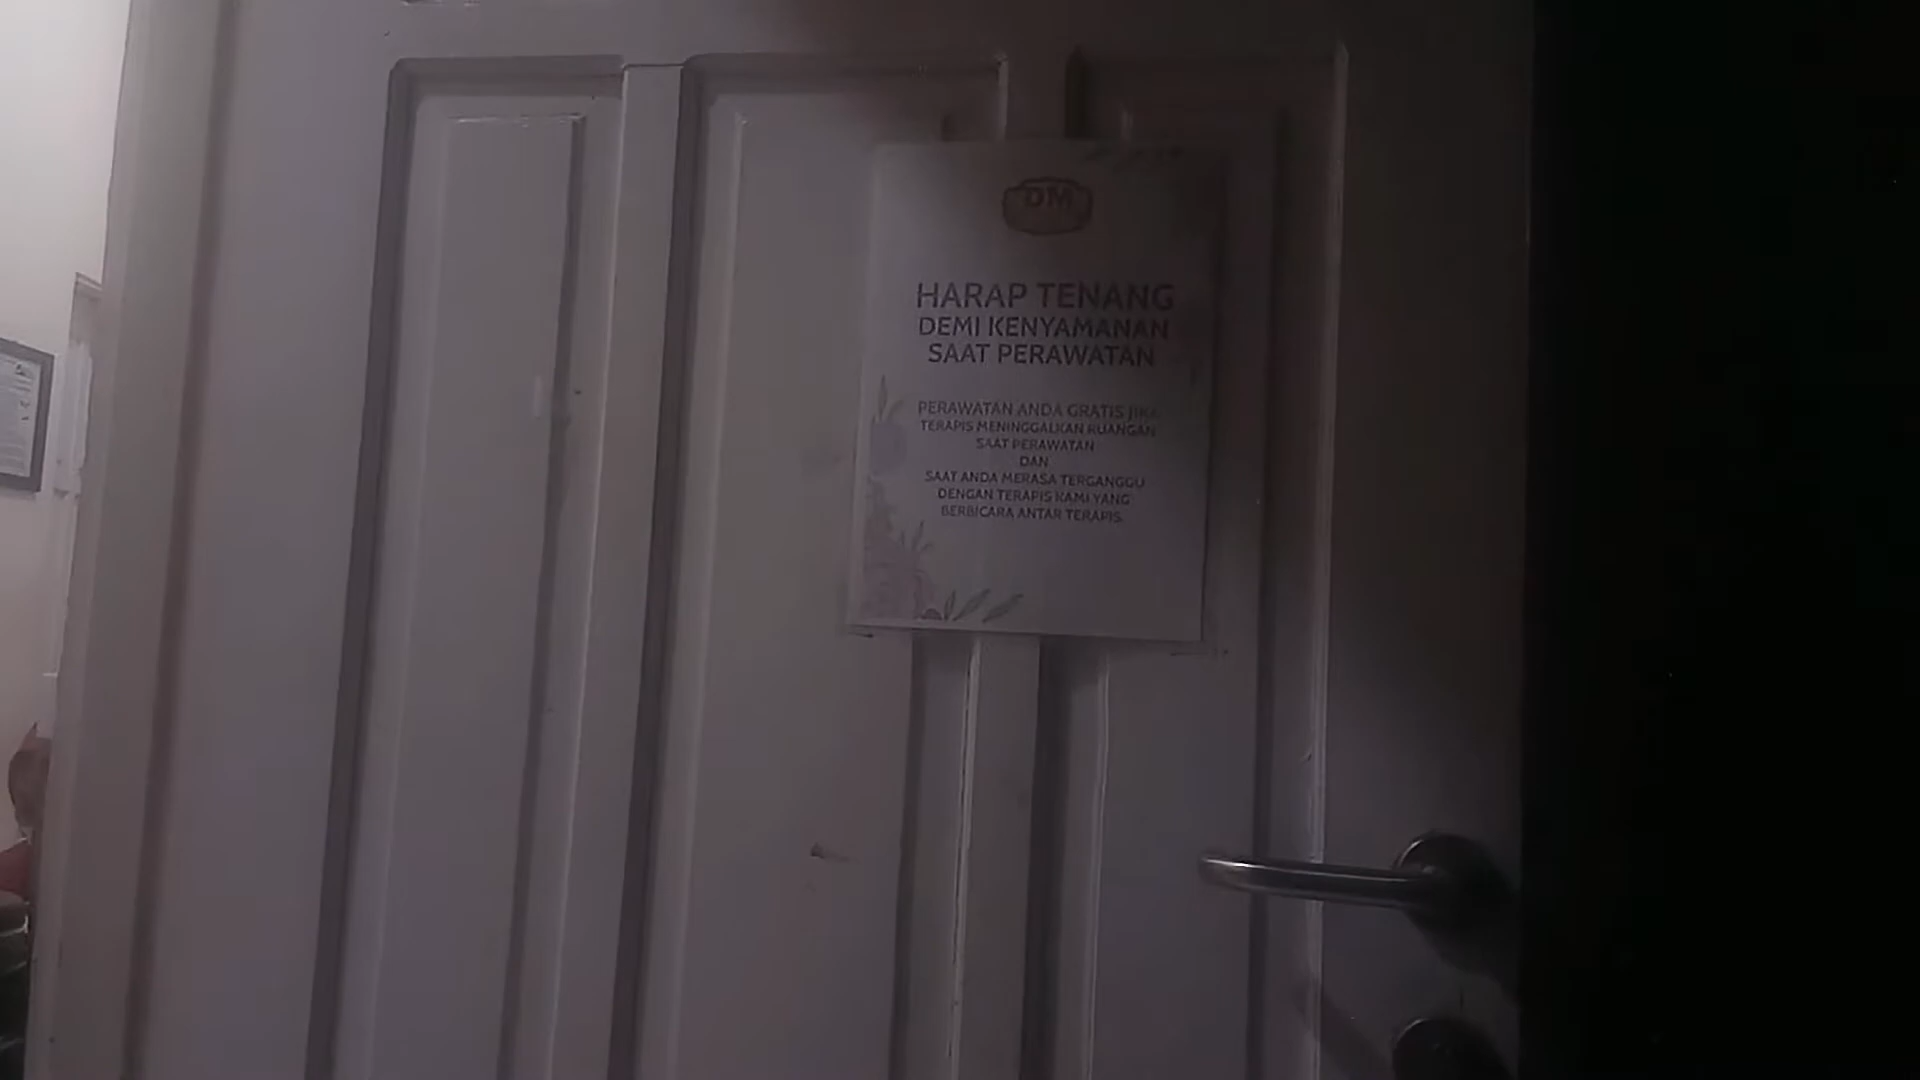 DM
HARAP TENANG
DEMI KENYAMANAN
SAAT PERAWATAN
PERAWATAN ANDA GRATIS JIKA
TERAPIS MENINGGALKAN RUANGAN
SAAT PERAWATAN
DAN
SAAT ANDA MERASA TERGANGGU
DENGAN TERAPIS KAMI YANG
BERBICARA ANTAR TERAPIS.